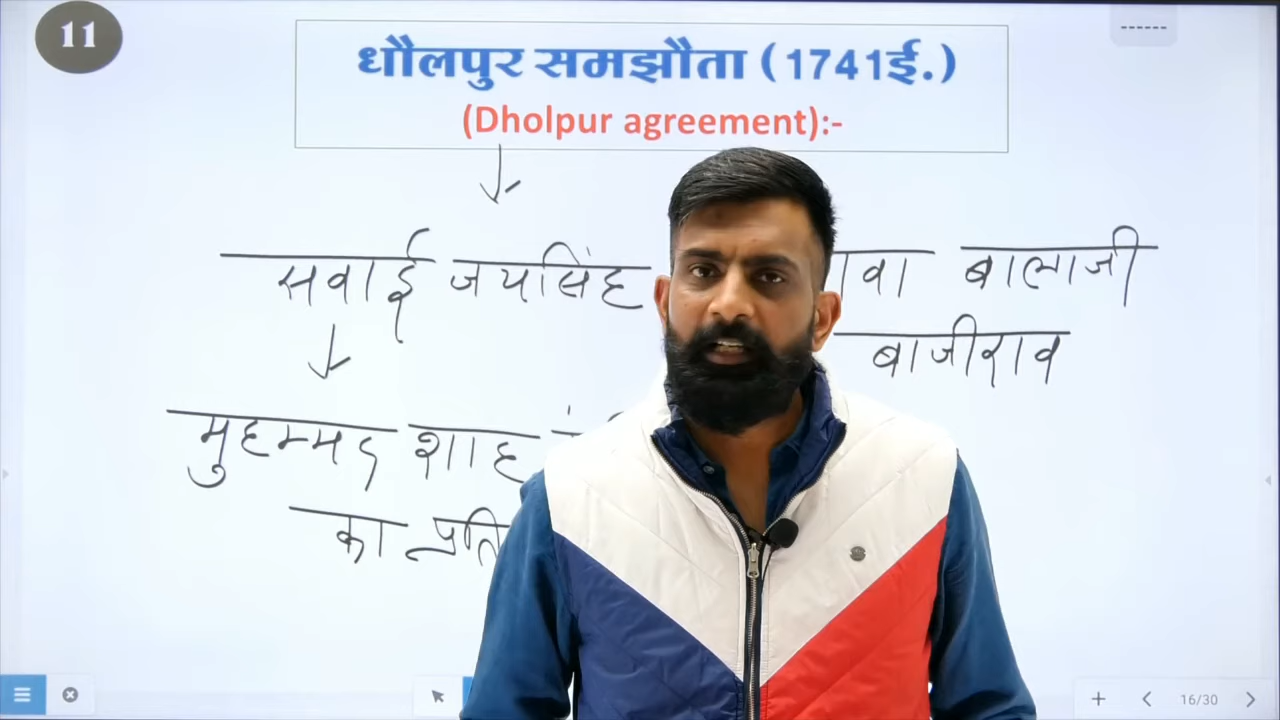 11
धौलपुर समझौता (1741ई.)
(Dholpur agreement):-
सवाई जयसिंह
बालाजी
बाजीराव
मुहम्मद शाह
का
16/30